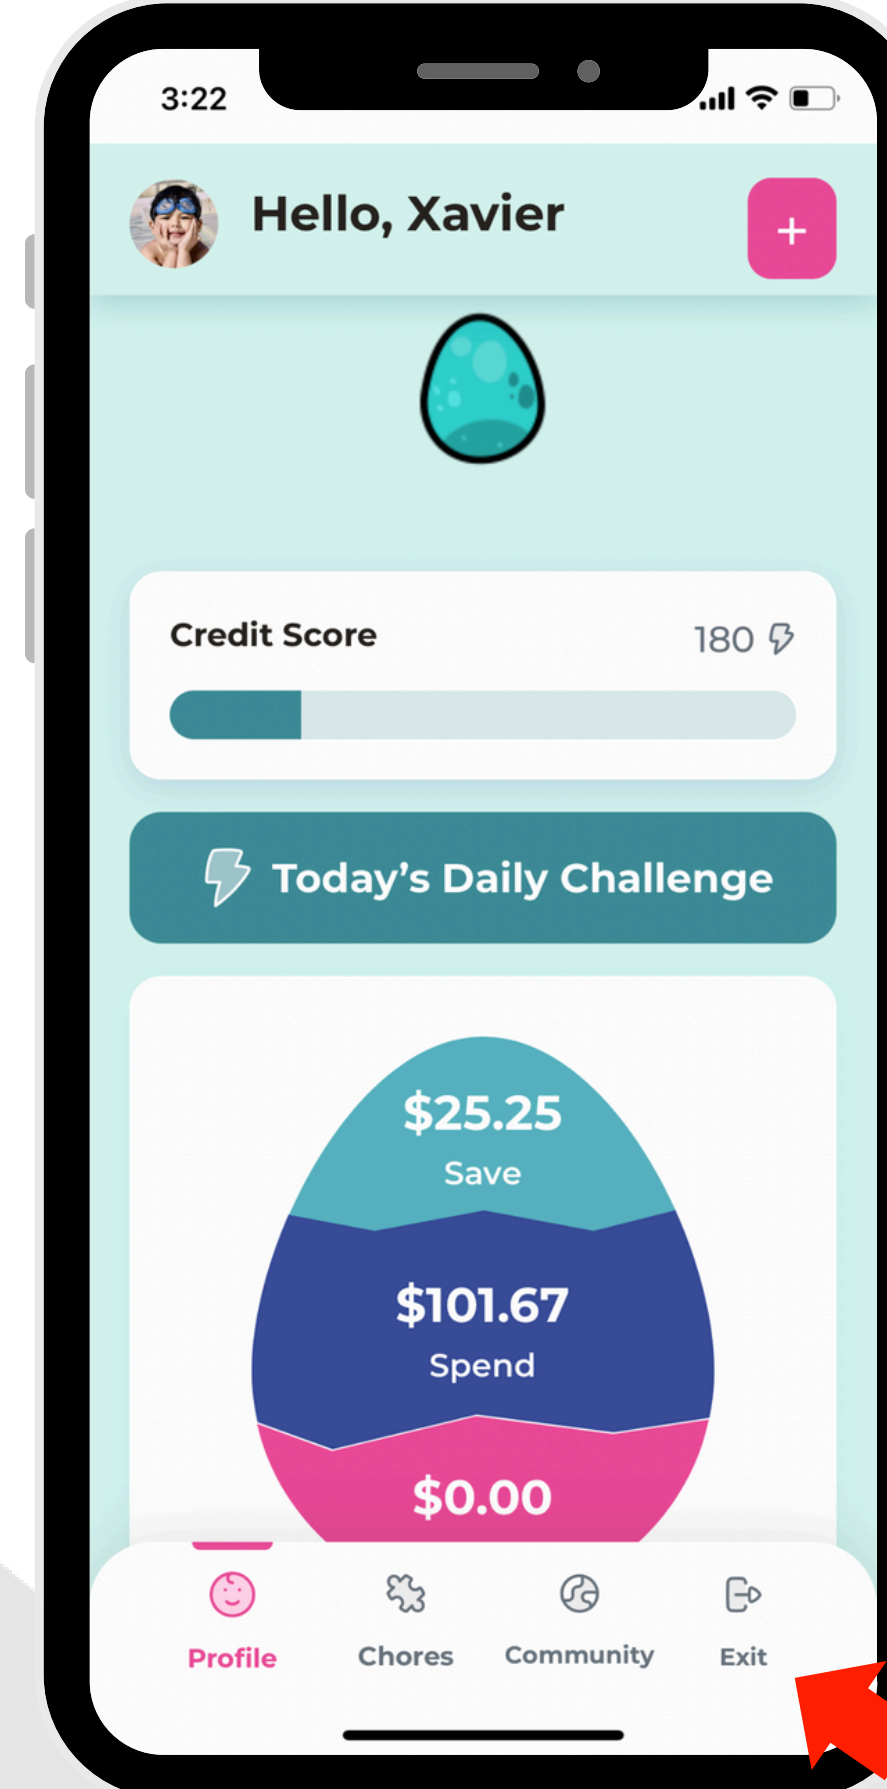 3:22
Hello, Xavier
+
Credit Score
180
Today's Daily Challenge
$25.25
Save
$101.67
Spend
$0.00
Profile
Chores
Community
Exit